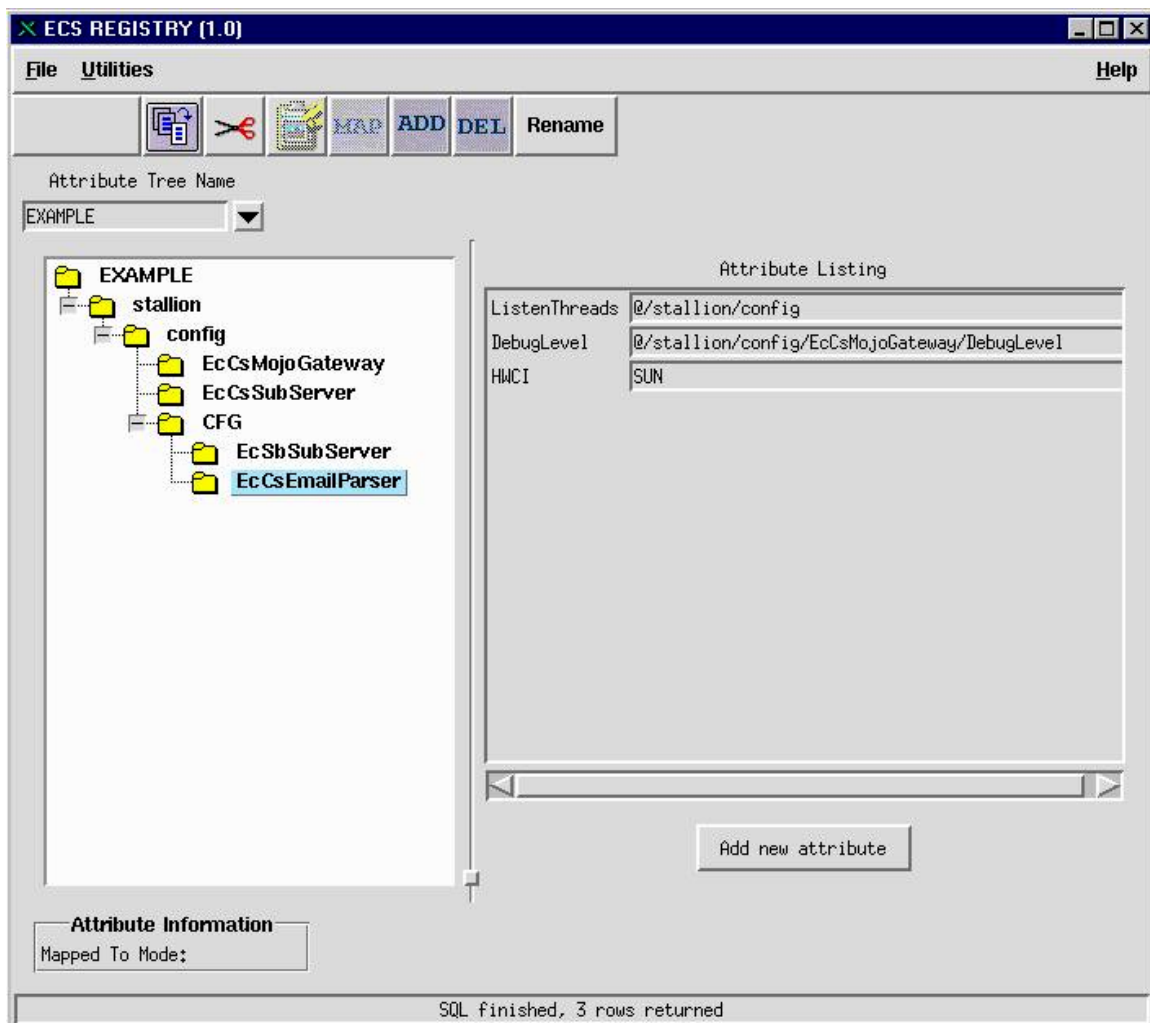 ECS REGISTRY (1.0)
File Utilities Help
MAP ADD DEL Rename
Attribute Tree Name
EXAMPLE
EXAMPLE
stallion
config
EcCsMojoGateway
EcCsSubServer
CFG
EcSbSubServer
EcCsEmailParser
Attribute Listing
ListenThreads @/stallion/config
DebugLevel @/stallion/config/EcCsMojoGateway/DebugLevel
HWCI SUN
Add new attribute
Attribute Information
Mapped To Mode:
SQL finished, 3 rows returned